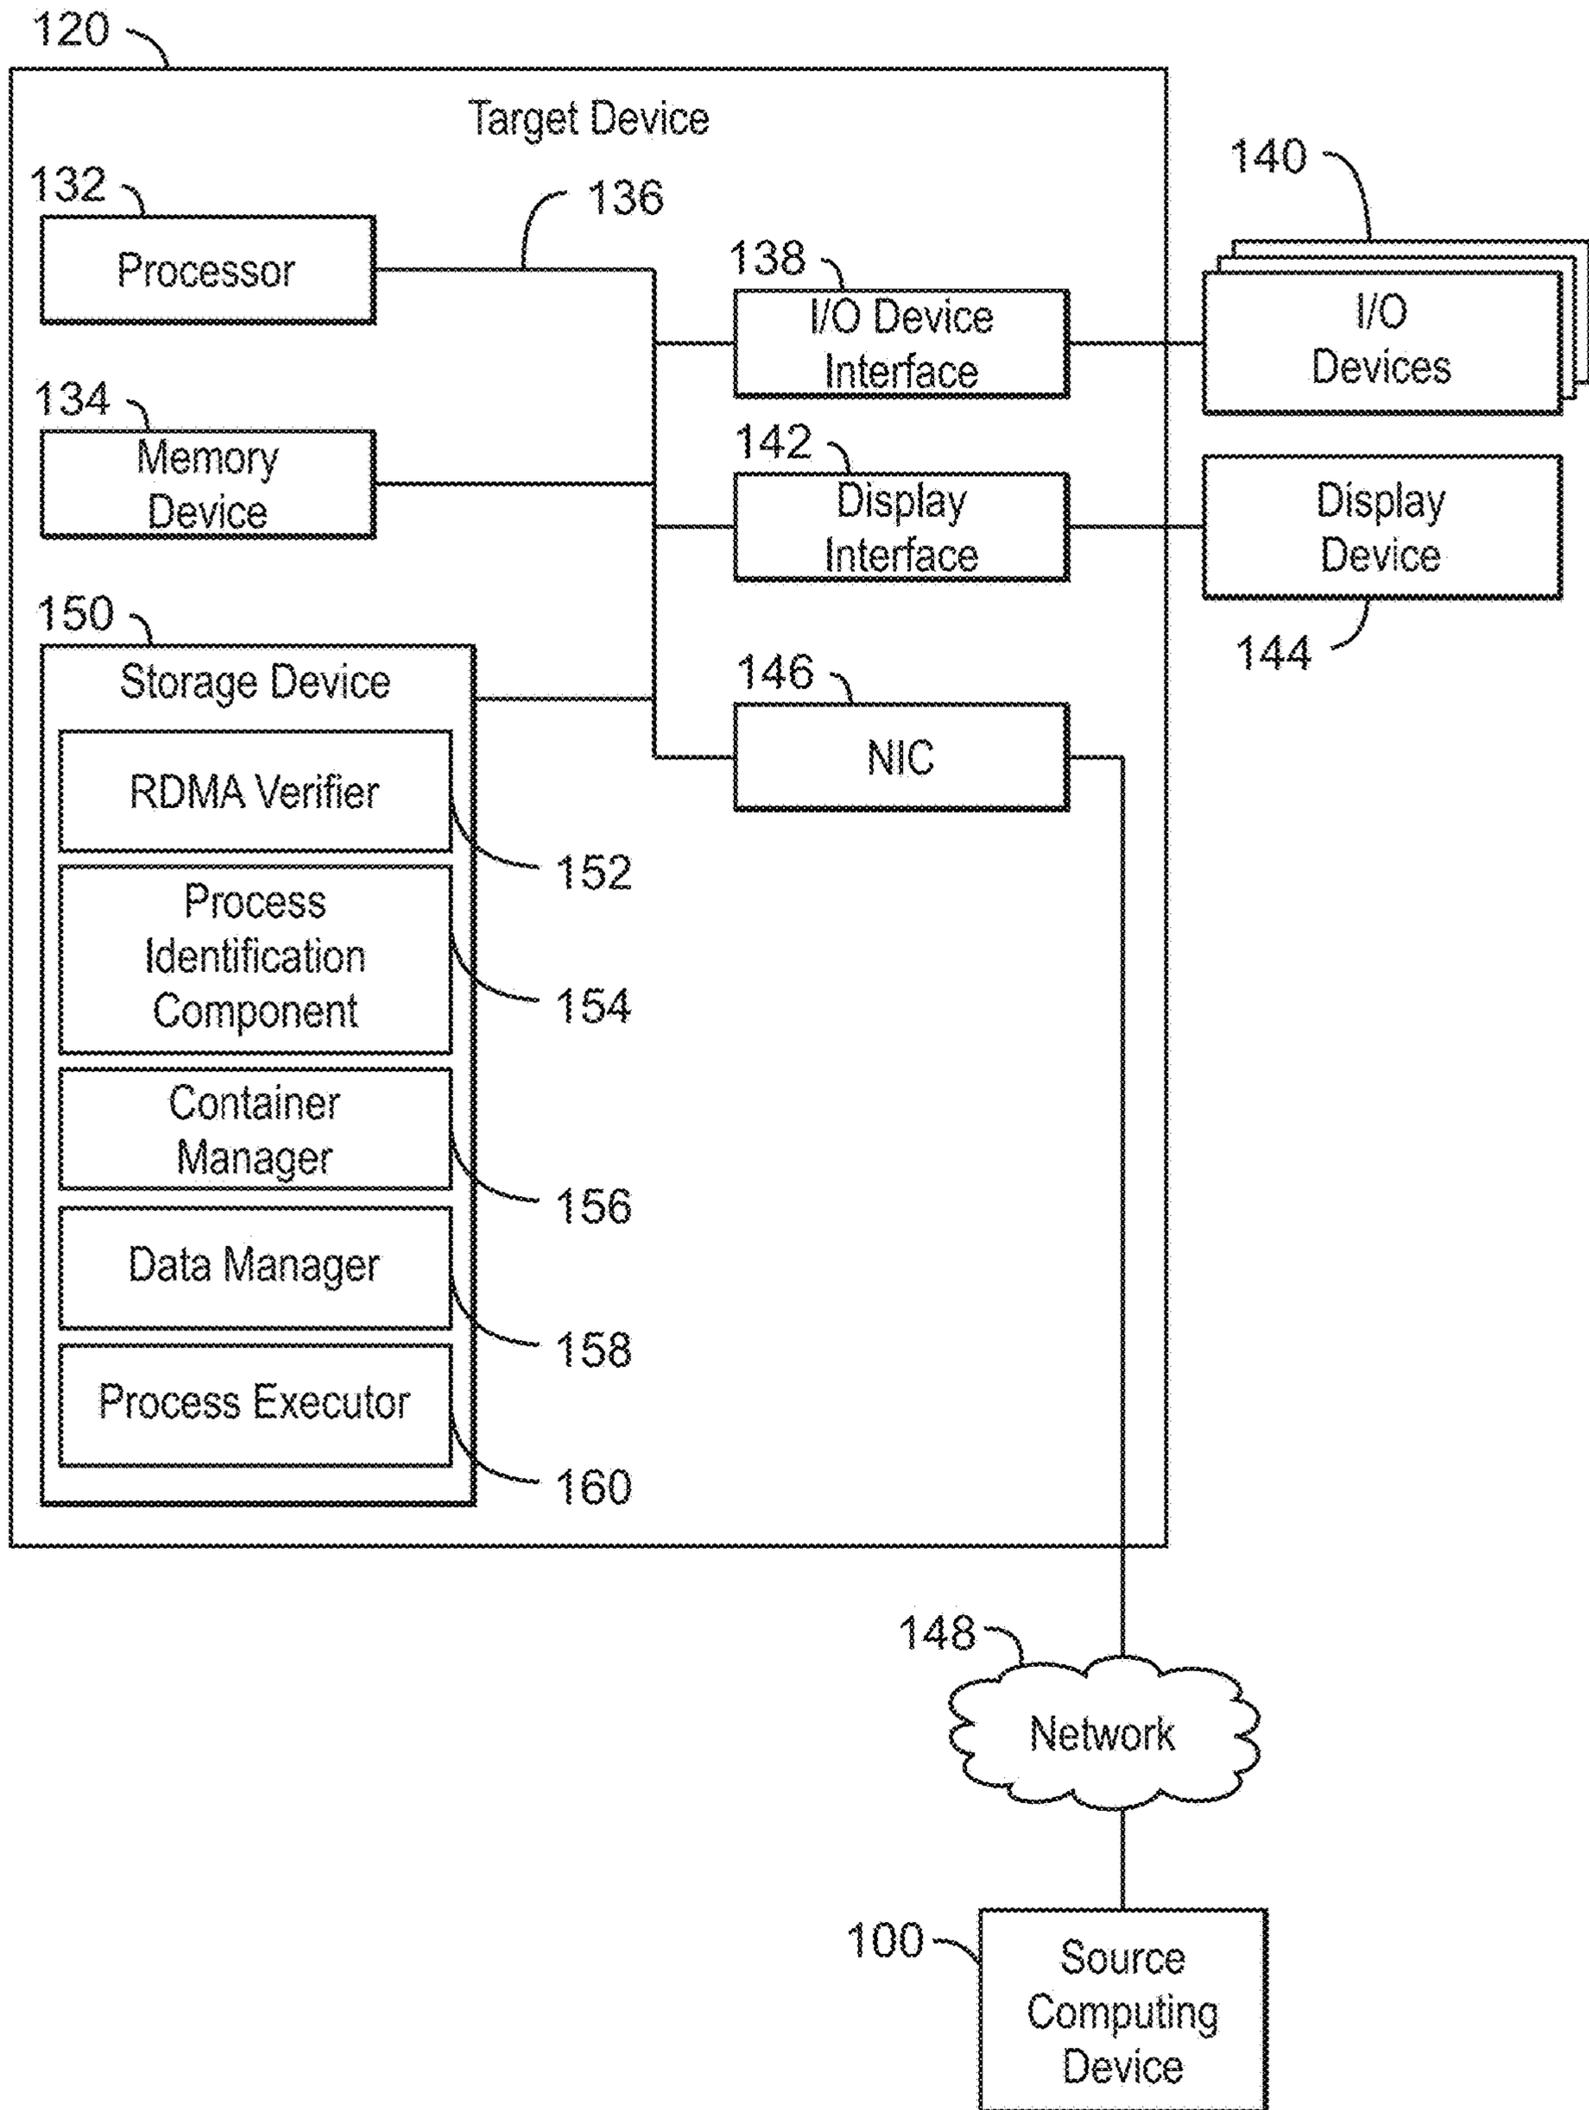 120
Target Device
132
Processor
136
138
I/O Device
Interface
140
I/O
Devices
134
Memory
Device
142
Display
Interface
Display
Device
144
150
Storage Device
146
NIC
RDMA Verifier
152
Process
Identification
Component
154
Container
Manager
156
Data Manager
158
Process Executor
160
148
Network
100
Source
Computing
Device